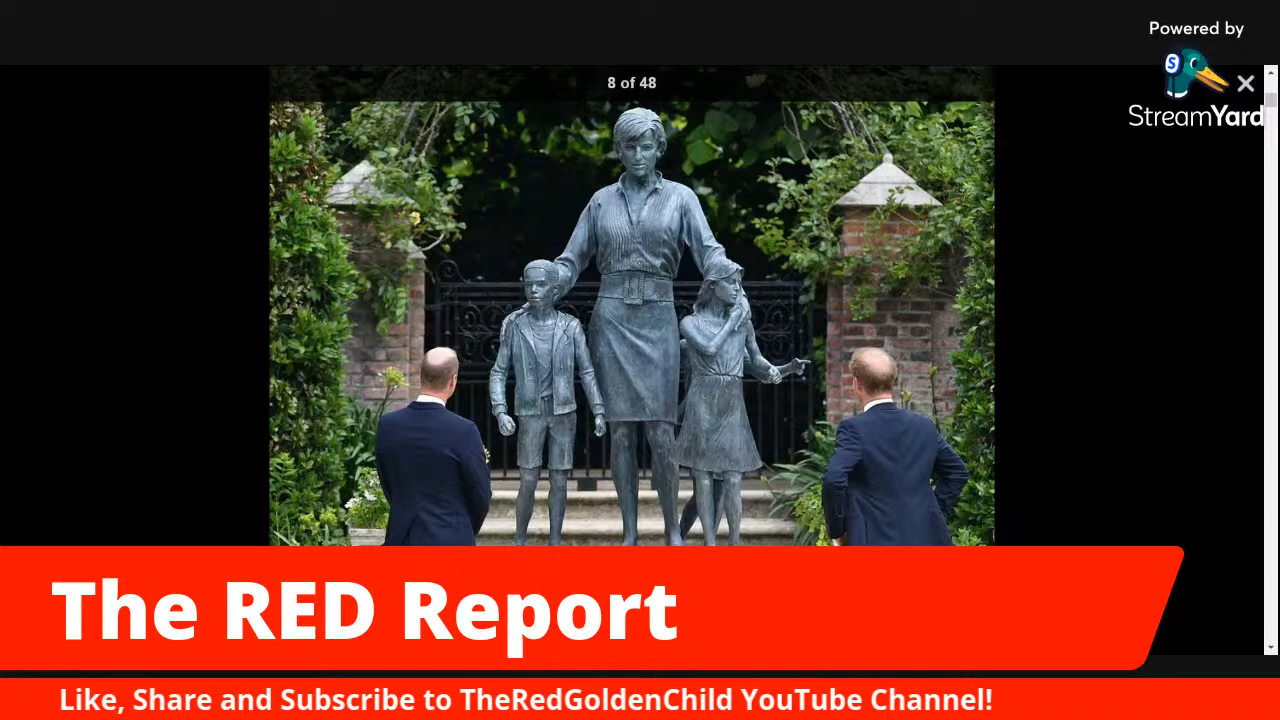 Powered by
8 of 48
S
StreamYard
The RED Report
Like, Share and Subscribe to TheRedGoldenChild YouTube Channel!